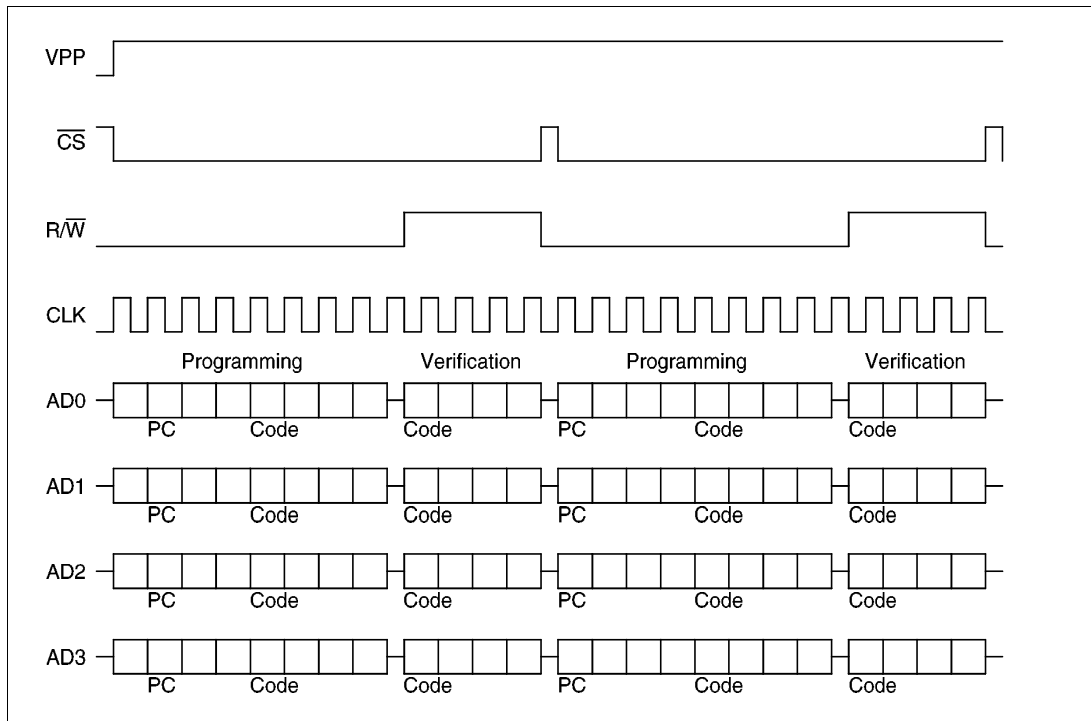 VPP
C̅S̅
R/W̅
CLK
Programming Verification Programming Verification
AD0
PC Code Code PC Code Code
AD1
PC Code Code PC Code Code
AD2
PC Code Code PC Code Code
AD3
PC Code Code PC Code Code